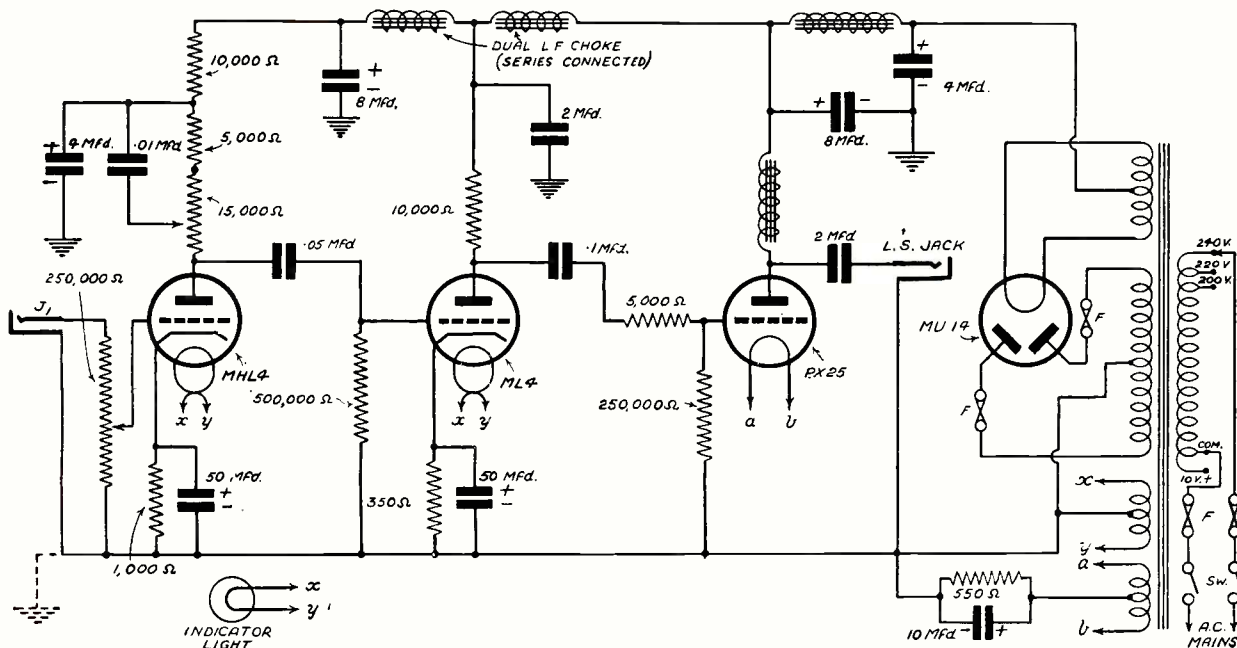 10,000 Ω
+
-
8 Mfd.
DUAL L F CHOKE
(SERIES CONNECTED)
2 Mfd.
+
-
8 Mfd.
+
-
4 Mfd.
+
-
4 Mfd.
.01 Mfd.
5,000 Ω
15,000 Ω
10,000 Ω
.05 Mfd
.1 Mfd.
2 Mfd
L.S. JACK
240 V.
220 V.
200 V.
250,000 Ω
J1
5,000 Ω
MU 14
F
F
MHL4
x y
500,000 Ω
ML4
x y
250,000 Ω
PX25
a b
COM.
10 V. +
50 Mfd.
+
-
350 Ω
50 Mfd.
+
-
1,000 Ω
x
y
a
b
F
Sw.
A.C.
MAINS
550 Ω
10 Mfd
+
x
y'
INDICATOR
LIGHT